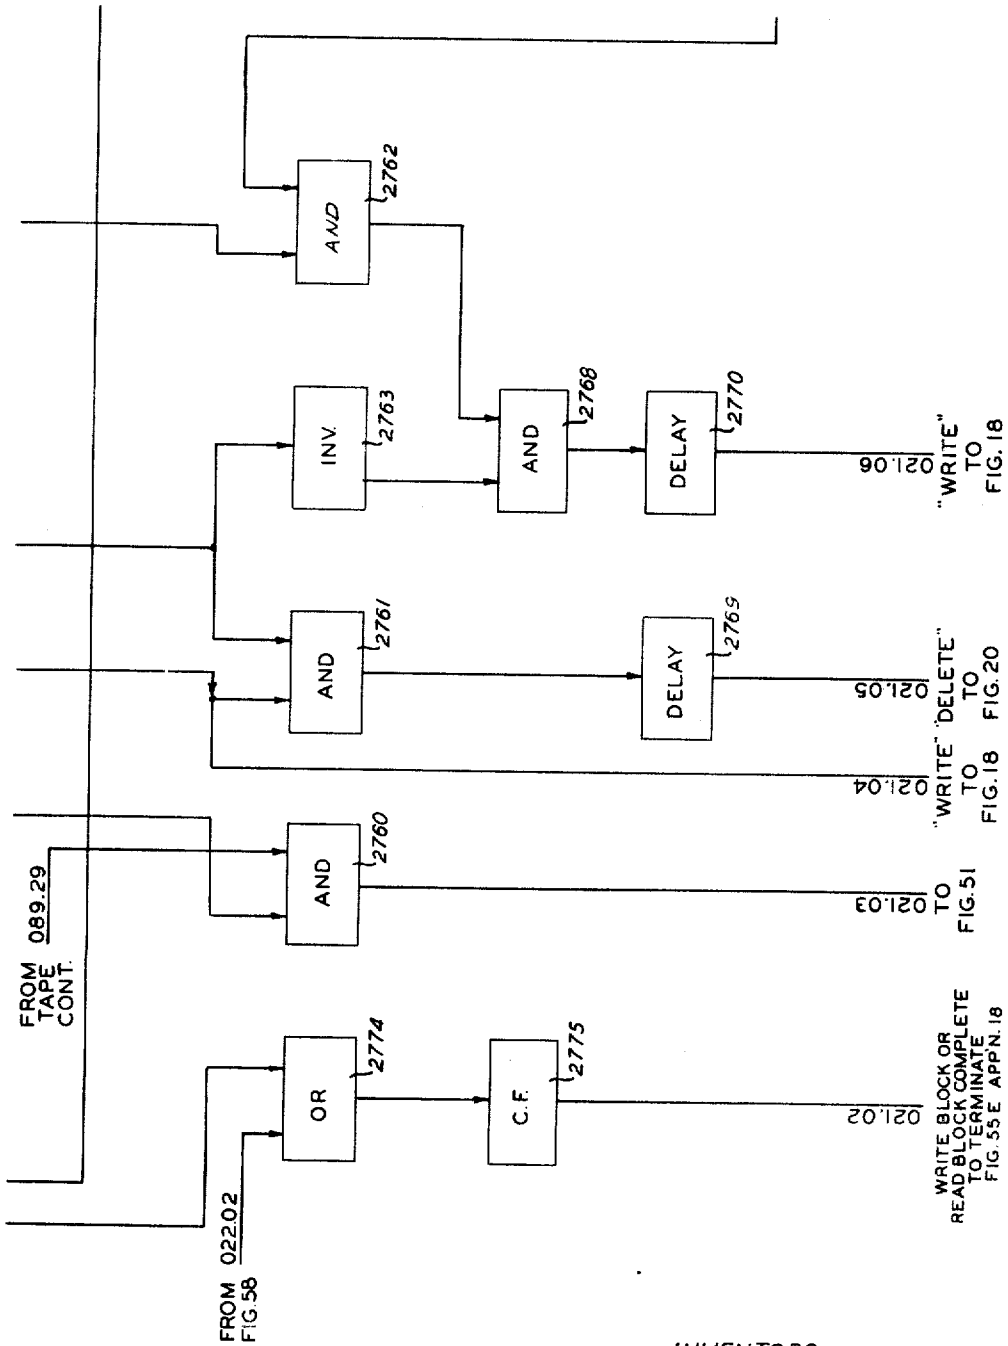 FROM 022.02
FIG.58
FROM 089.29
TAPE
CONT.
OR
2774
AND
2760
AND
2761
INV.
2763
AND
2762
C.F.
2775
AND
2768
DELAY
2769
DELAY
2770
021.02
021.03
021.04
021.05
021.06
WRITE BLOCK OR
READ BLOCK COMPLETE
TO TERMINATE
FIG.55E APP'N.18
TO
FIG.51
"WRITE"
TO
FIG.18
"DELETE"
TO
FIG.20
"WRITE"
TO
FIG.18